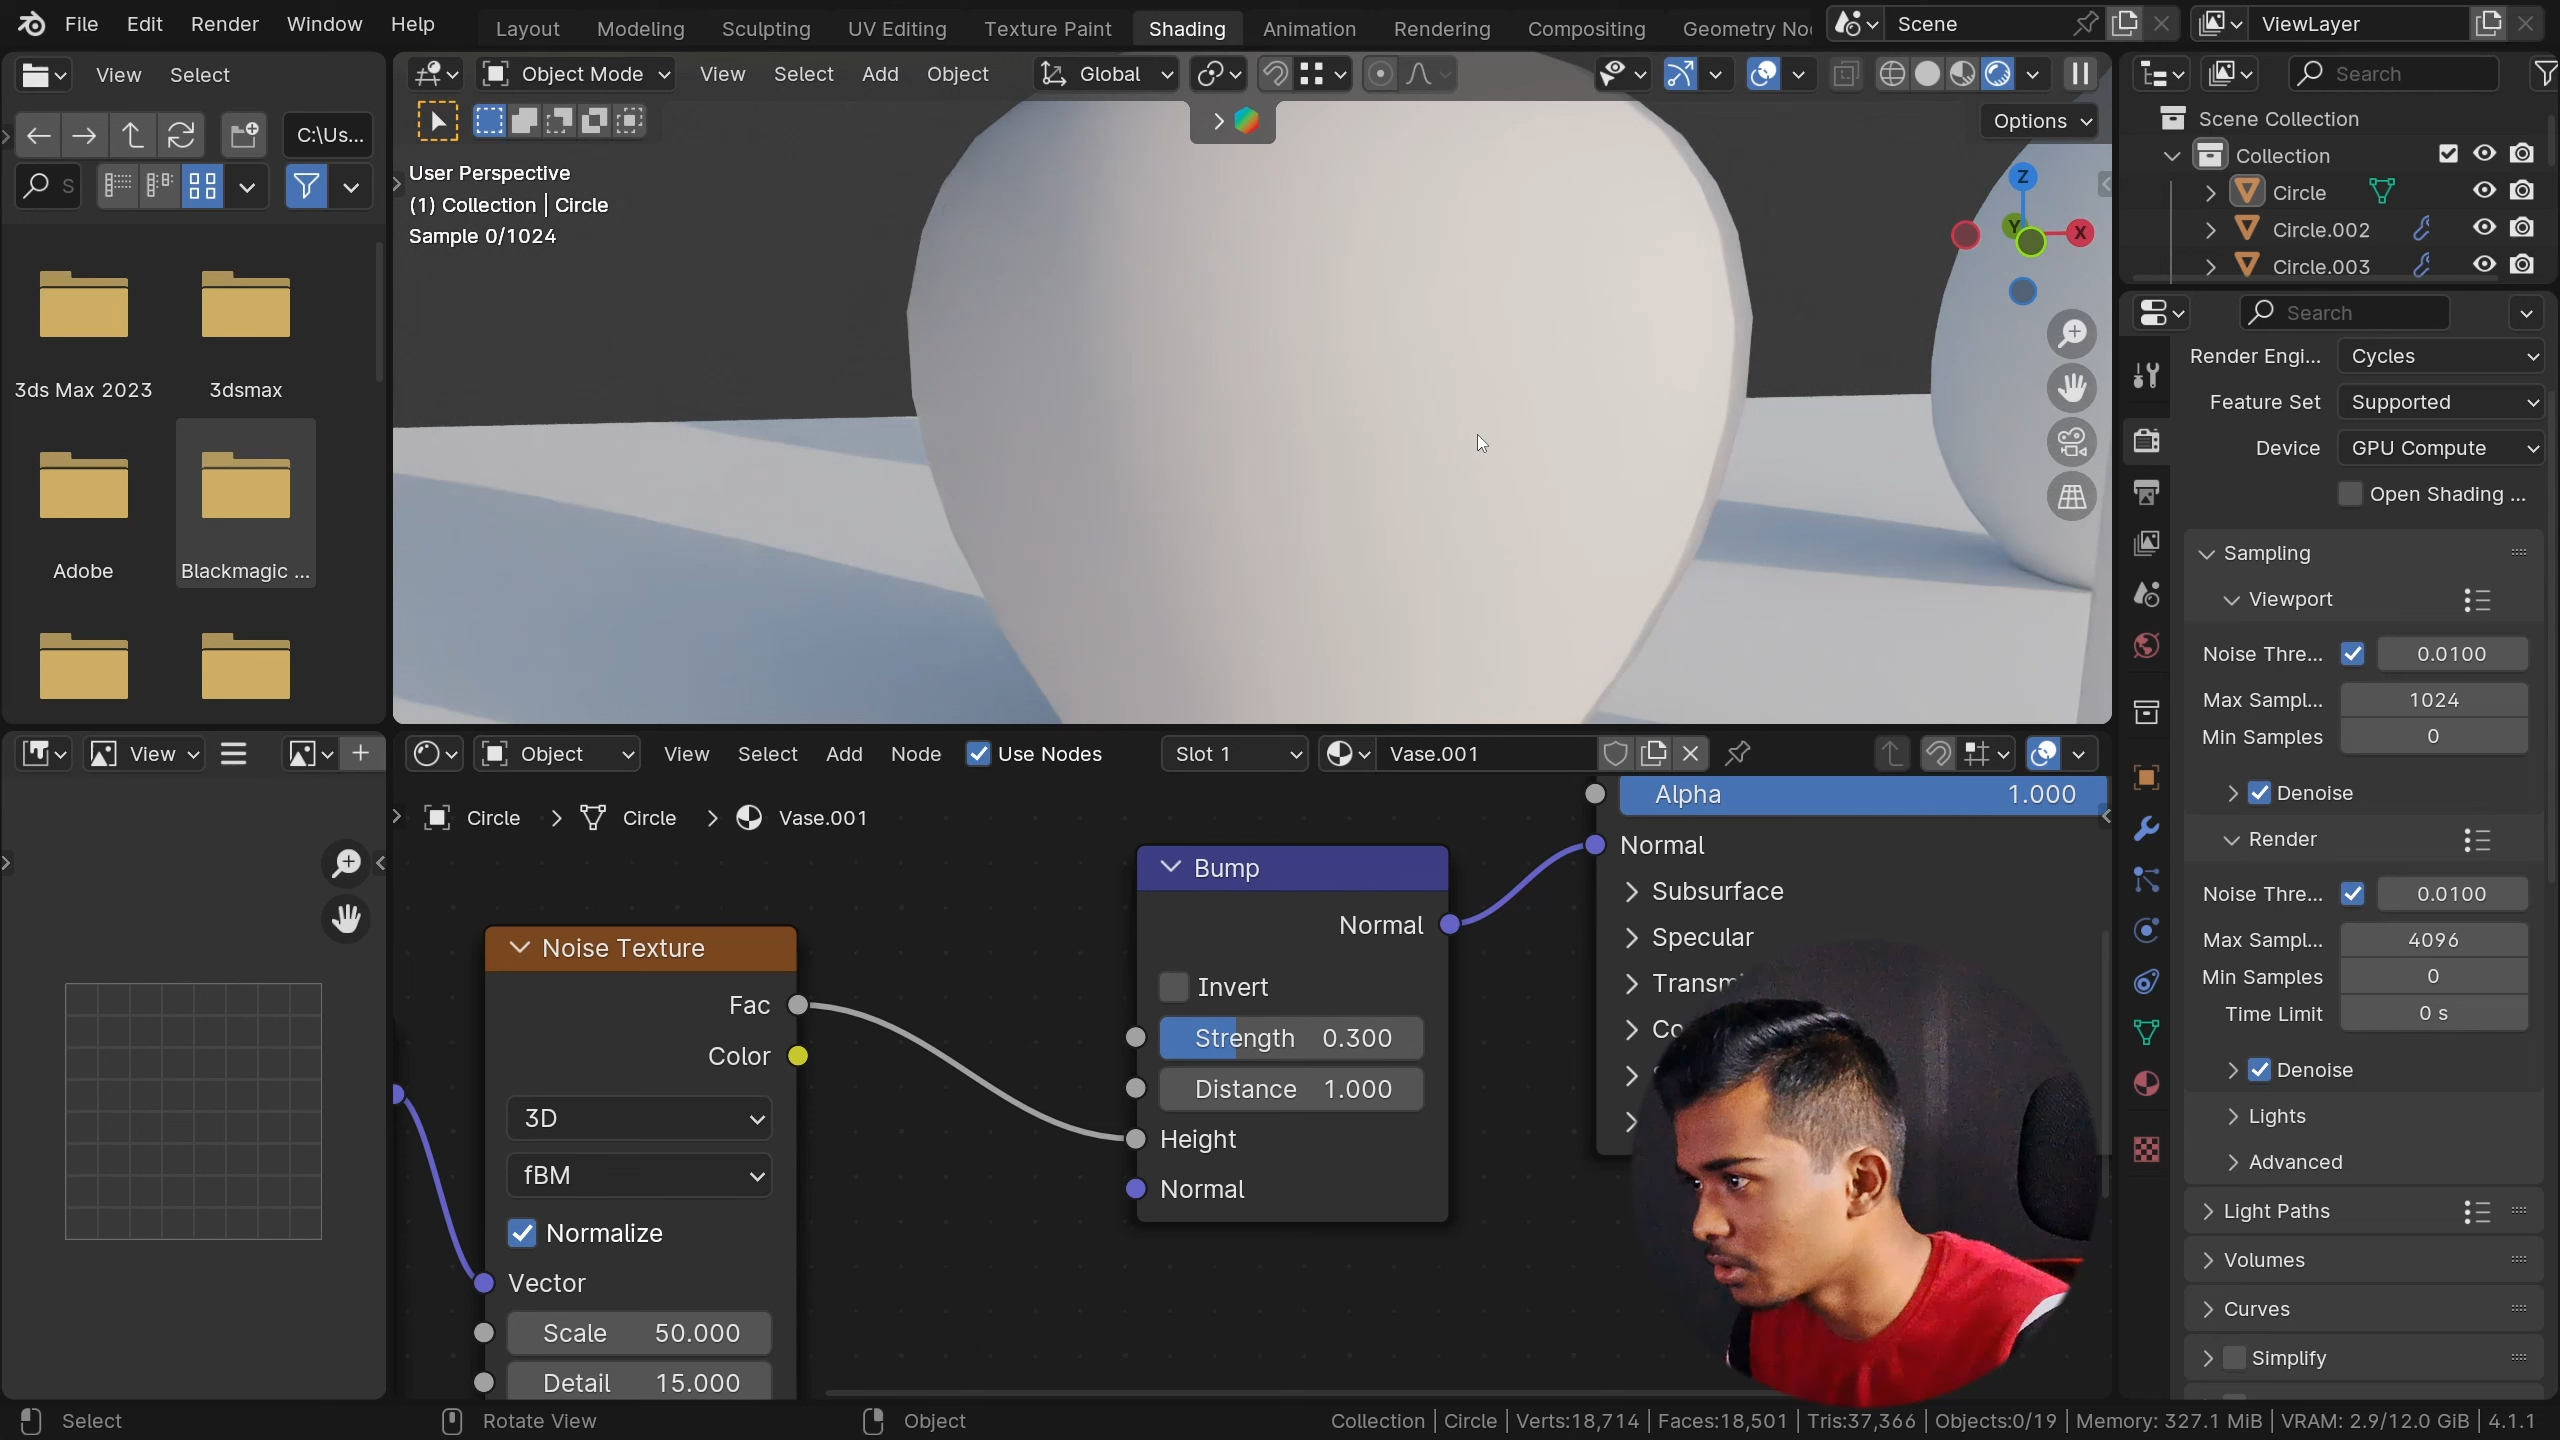 File Edit Render Window Help Layout Modeling Sculpting UV Editing Texture Paint Shading Animation Rendering Compositing Geometry No Scene ViewLayer
View Select
C:\Us...
S
3ds Max 2023 3dsmax
Adobe Blackmagic ...
Object Mode View Select Add Object Global
Options
User Perspective
(1) Collection | Circle
Sample 0/1024
Z
Y
X
Search
Scene Collection
Collection
Circle
Circle.002
Circle.003
Search
Render Engi... Cycles
Feature Set Supported
Device GPU Compute
Open Shading ...
Sampling
Viewport
Noise Thre... 0.0100
Max Sampl... 1024
Min Samples 0
Denoise
Render
Noise Thre... 0.0100
Max Sampl... 4096
Min Samples 0
Time Limit 0 s
Denoise
Lights
Advanced
Light Paths
Volumes
Curves
Simplify
View
Object View Select Add Node Use Nodes Slot 1 Vase.001
Circle Circle Vase.001
Noise Texture
Fac
Color
3D
fBM
Normalize
Vector
Scale 50.000
Detail 15.000
Bump
Normal
Invert
Strength 0.300
Distance 1.000
Height
Normal
Alpha 1.000
Normal
Subsurface
Specular
Transm
Co
Select Rotate View Object Collection | Circle | Verts:18,714 | Faces:18,501 | Tris:37,366 | Objects:0/19 | Memory: 327.1 MiB | VRAM: 2.9/12.0 GiB | 4.1.1